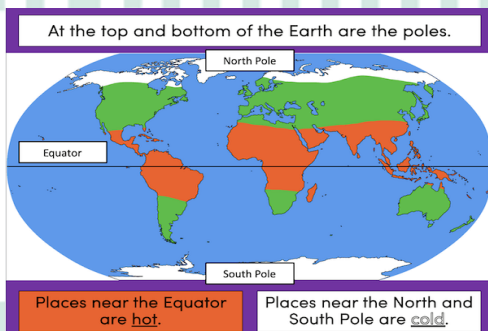 At the top and bottom of the Earth are the poles.
North Pole
Equator
South Pole
Places near the Equator
are hot.
Places near the North and
South Pole are cold.